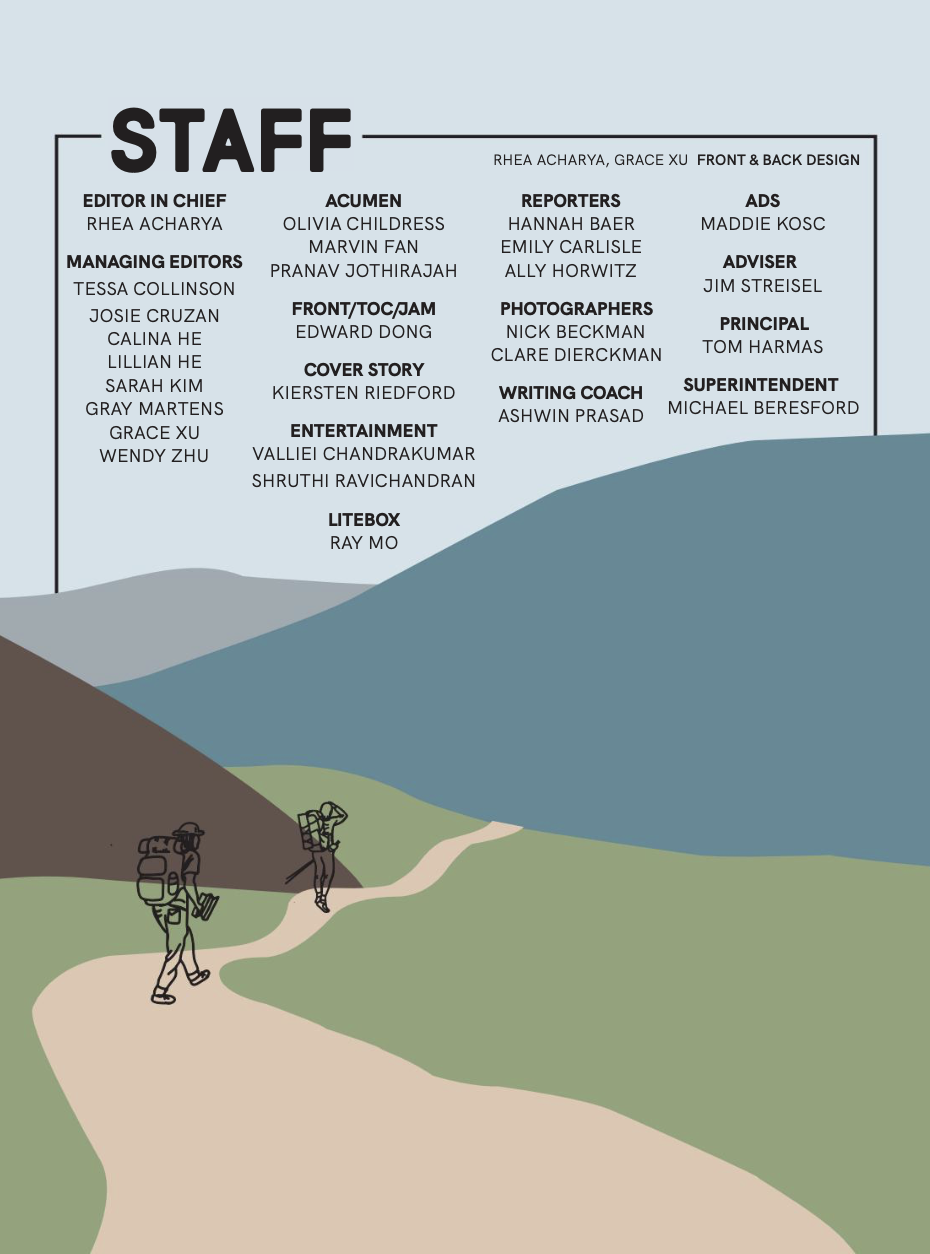 STAFF
RHEA ACHARYA, GRACE XU FRONT & BACK DESIGN
EDITOR IN CHIEF
RHEA ACHARYA
MANAGING EDITORS
TESSA COLLINSON
JOSIE CRUZAN
CALINA HE
LILLIAN HE
SARAH KIM
GRAY MARTENS
GRACE XU
WENDY ZHU
ACUMEN
OLIVIA CHILDRESS
MARVIN FAN
PRANAV JOTHIRAJAH
FRONT/TOC/JAM
EDWARD DONG
COVER STORY
KIERSTEN RIEDFORD
ENTERTAINMENT
VALLIEI CHANDRAKUMAR
SHRUTHI RAVICHANDRAN
LITEBOX
RAY MO
REPORTERS
HANNAH BAER
EMILY CARLISLE
ALLY HORWITZ
PHOTOGRAPHERS
NICK BECKMAN
CLARE DIERCKMAN
WRITING COACH
ASHWIN PRASAD
ADS
MADDIE KOSC
ADVISER
JIM STREISEL
PRINCIPAL
TOM HARMAS
SUPERINTENDENT
MICHAEL BERESFORD